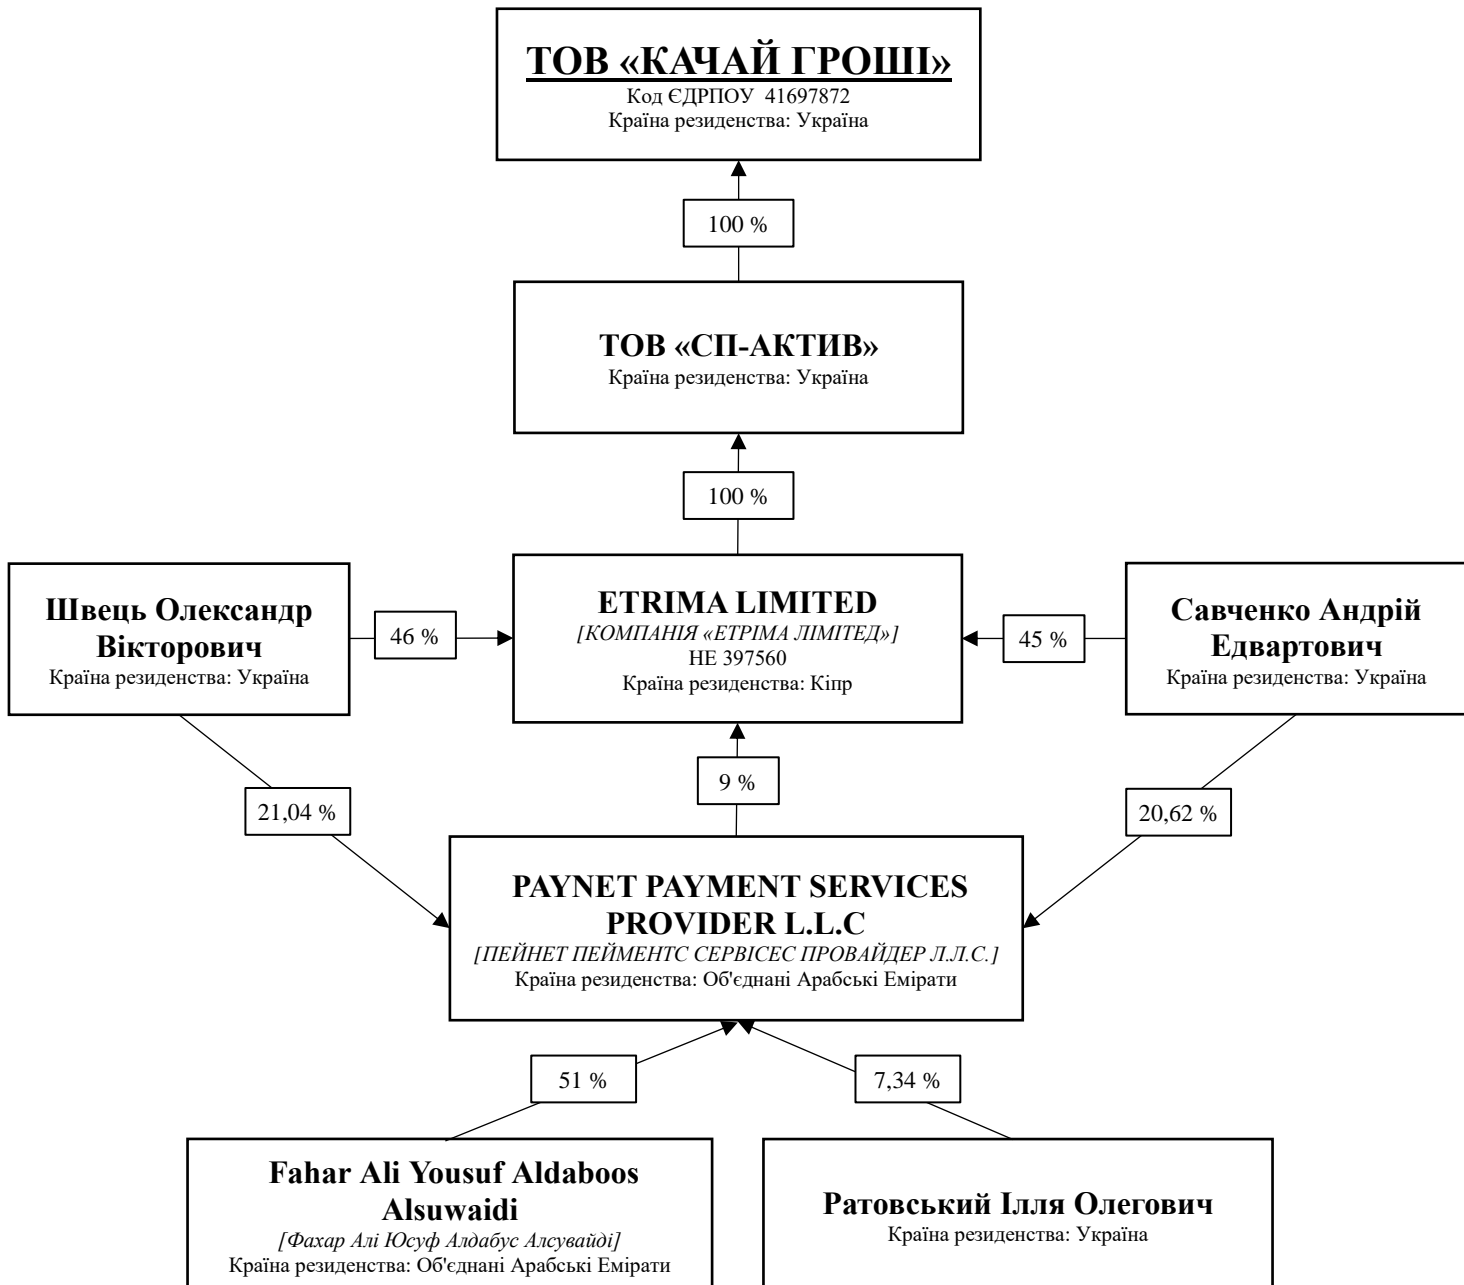 ТОВ «КАЧАЙ ГРОШІ»
Код ЄДРПОУ 41697872
Країна резиденства: Україна
100 %
ТОВ «СП-АКТИВ»
Країна резиденства: Україна
100 %
Швець Олександр
Вікторович
Країна резиденства: Україна
46 %
ETRIMA LIMITED
[КОМПАНІЯ «ЕТРІМА ЛІМІТЕД»]
НЕ 397560
Країна резиденства: Кіпр
45 %
Савченко Андрій
Едвартович
Країна резиденства: Україна
21,04 %
9 %
20,62 %
PAYNET PAYMENT SERVICES
PROVIDER L.L.C
[ПЕЙНЕТ ПЕЙМЕНТС СЕРВІСЕС ПРОВАЙДЕР Л.Л.С.]
Країна резиденства: Об'єднані Арабські Емірати
51 %
7,34 %
Fahar Ali Yousuf Aldaboos
Alsuwaidi
[Фахар Алі Юсуф Алдабус Алсувайді]
Країна резиденства: Об'єднані Арабські Емірати
Ратовський Ілля Олегович
Країна резиденства: Україна